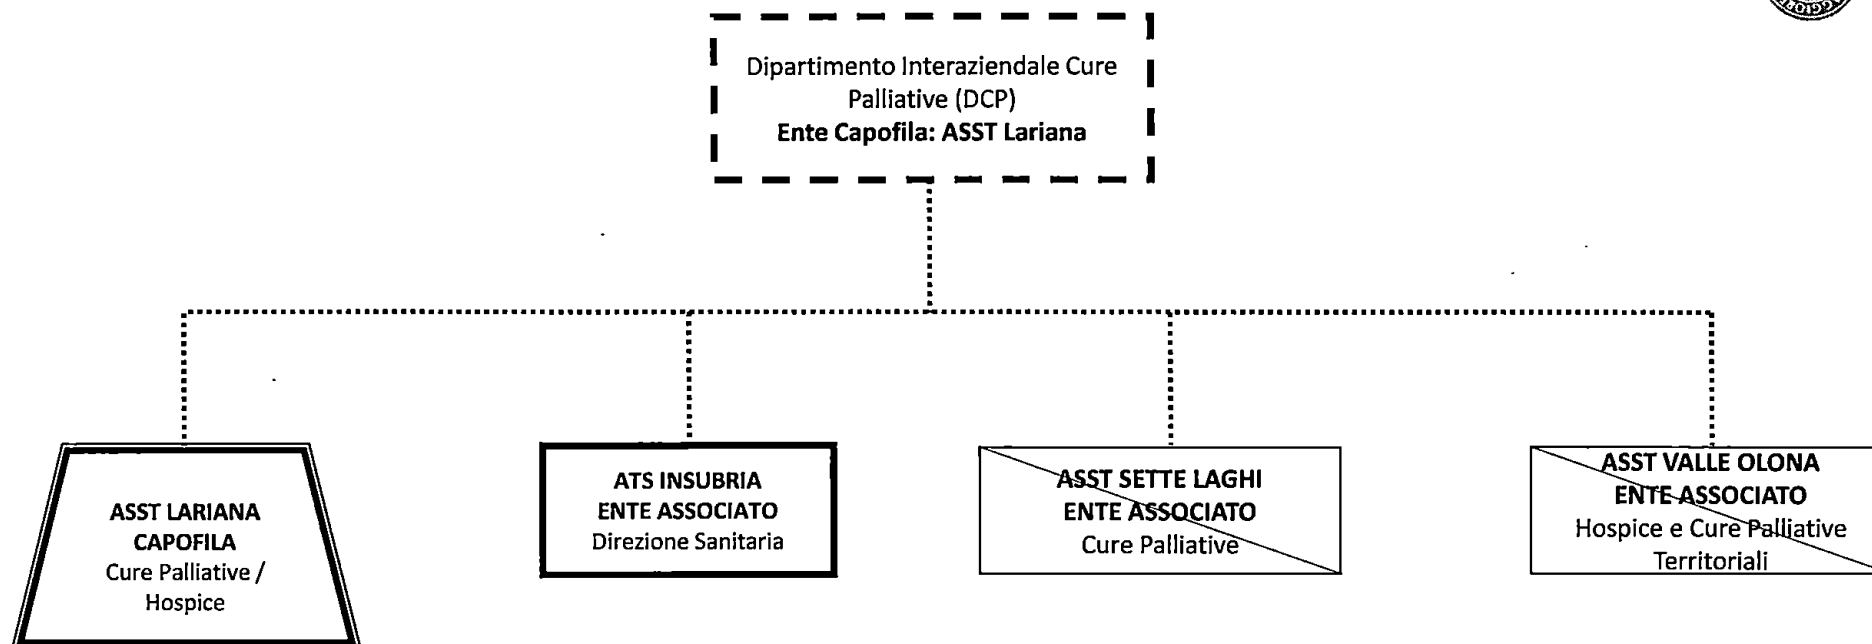 Dipartimento Interaziendale Cure
Palliative (DCP)
Ente Capofila: ASST Lariana
ASST LARIANA
CAPOFILA
Cure Palliative /
Hospice
ATS INSUBRIA
ENTE ASSOCIATO
Direzione Sanitaria
ASST SETTE LAGHI
ENTE ASSOCIATO
Cure Palliative
ASST VALLE OLONA
ENTE ASSOCIATO
Hospice e Cure Palliative
Territoriali